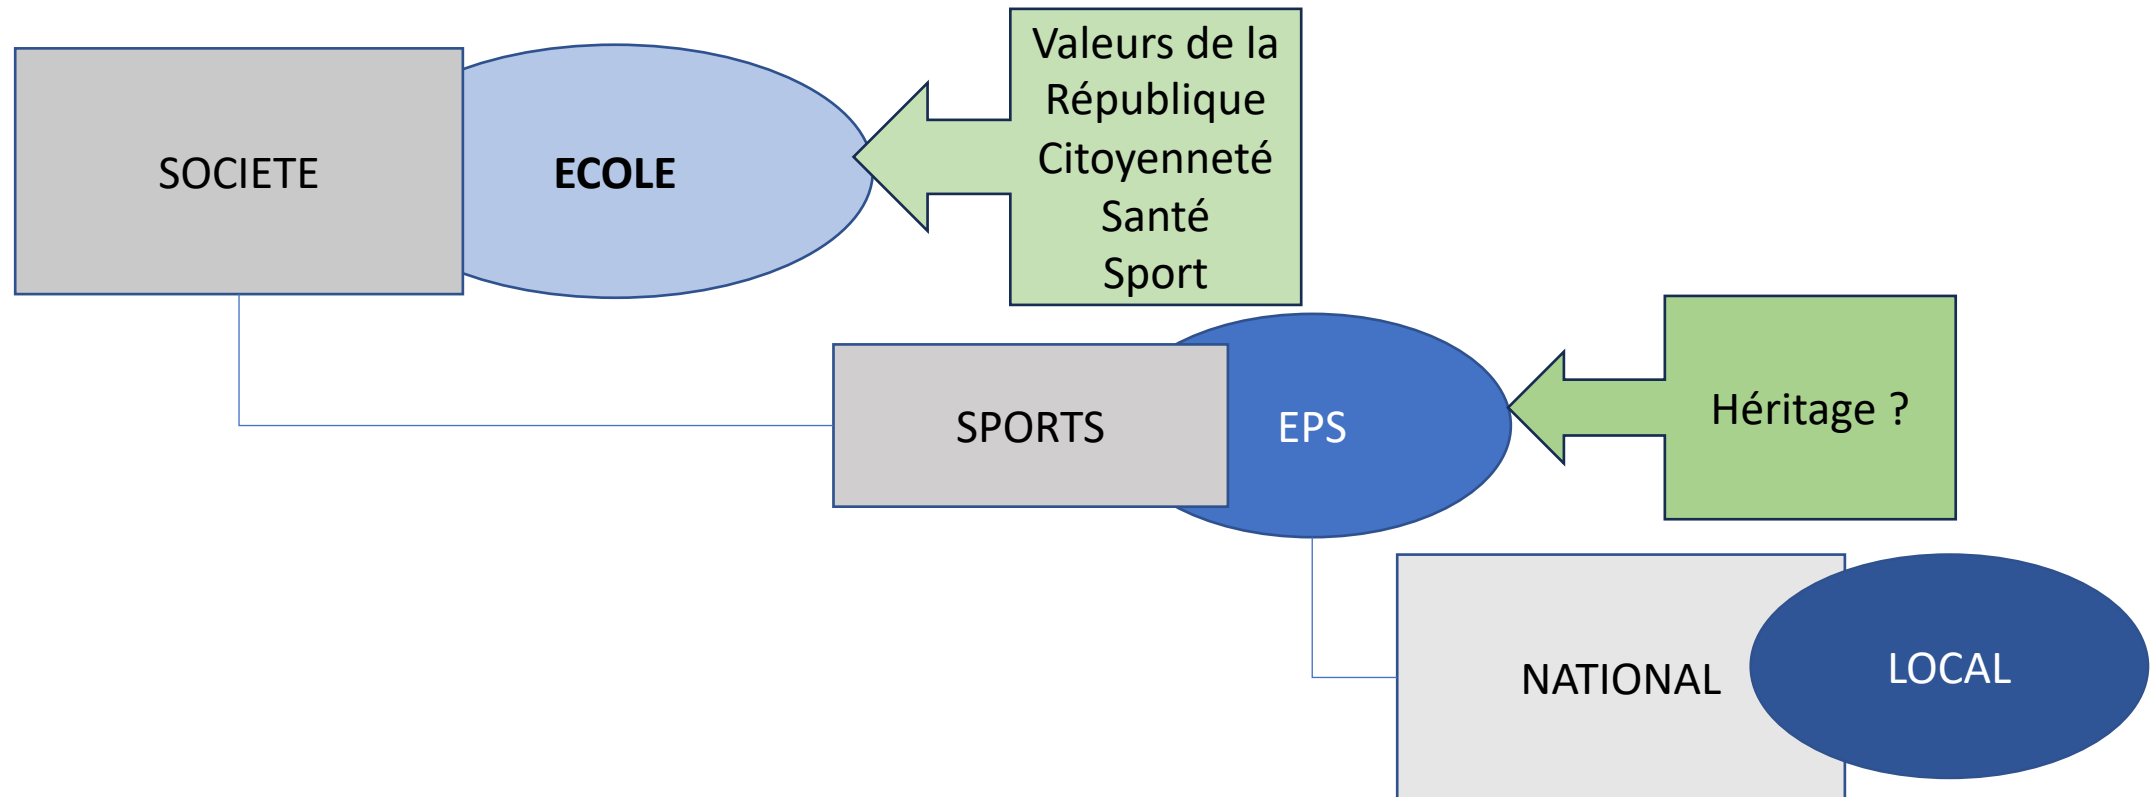 SOCIETE
ECOLE
Valeurs de la
République
Citoyenneté
Santé
Sport
SPORTS
EPS
Héritage ?
NATIONAL
LOCAL